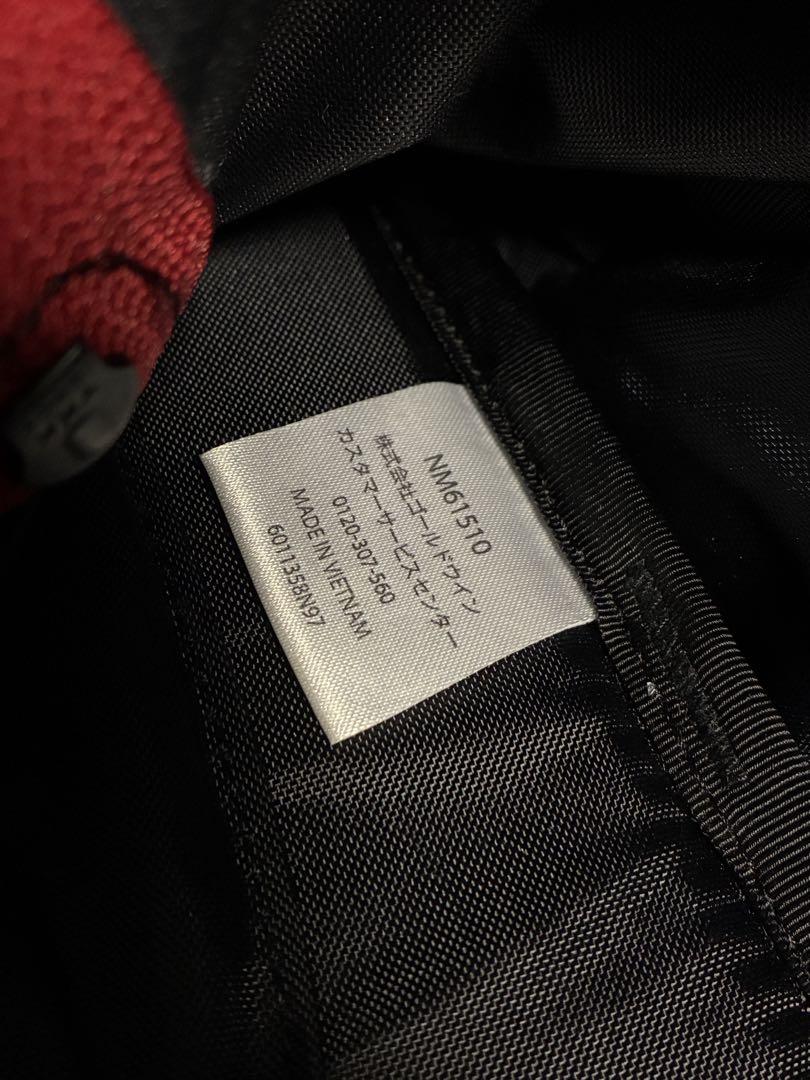 NM61510
株式会社ゴールドウイン
カスタマーサービスセンター
0120-307-560
MADE IN VIETNAM
6011358N97